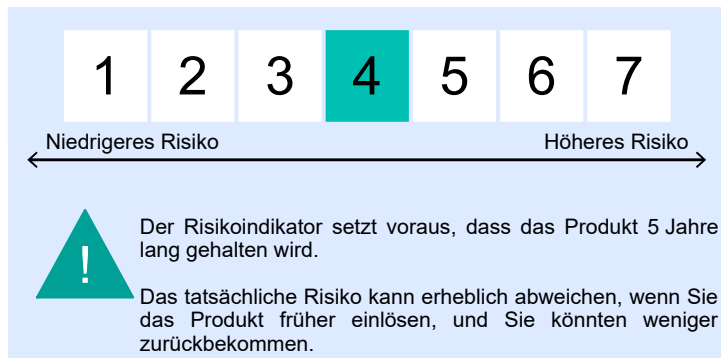 1 2 3 4 5 6 7
Niedrigeres Risiko Höheres Risiko
Der Risikoindikator setzt voraus, dass das Produkt 5 Jahre
lang gehalten wird.
!
Das tatsächliche Risiko kann erheblich abweichen, wenn Sie
das Produkt früher einlösen, und Sie könnten weniger
zurückbekommen.